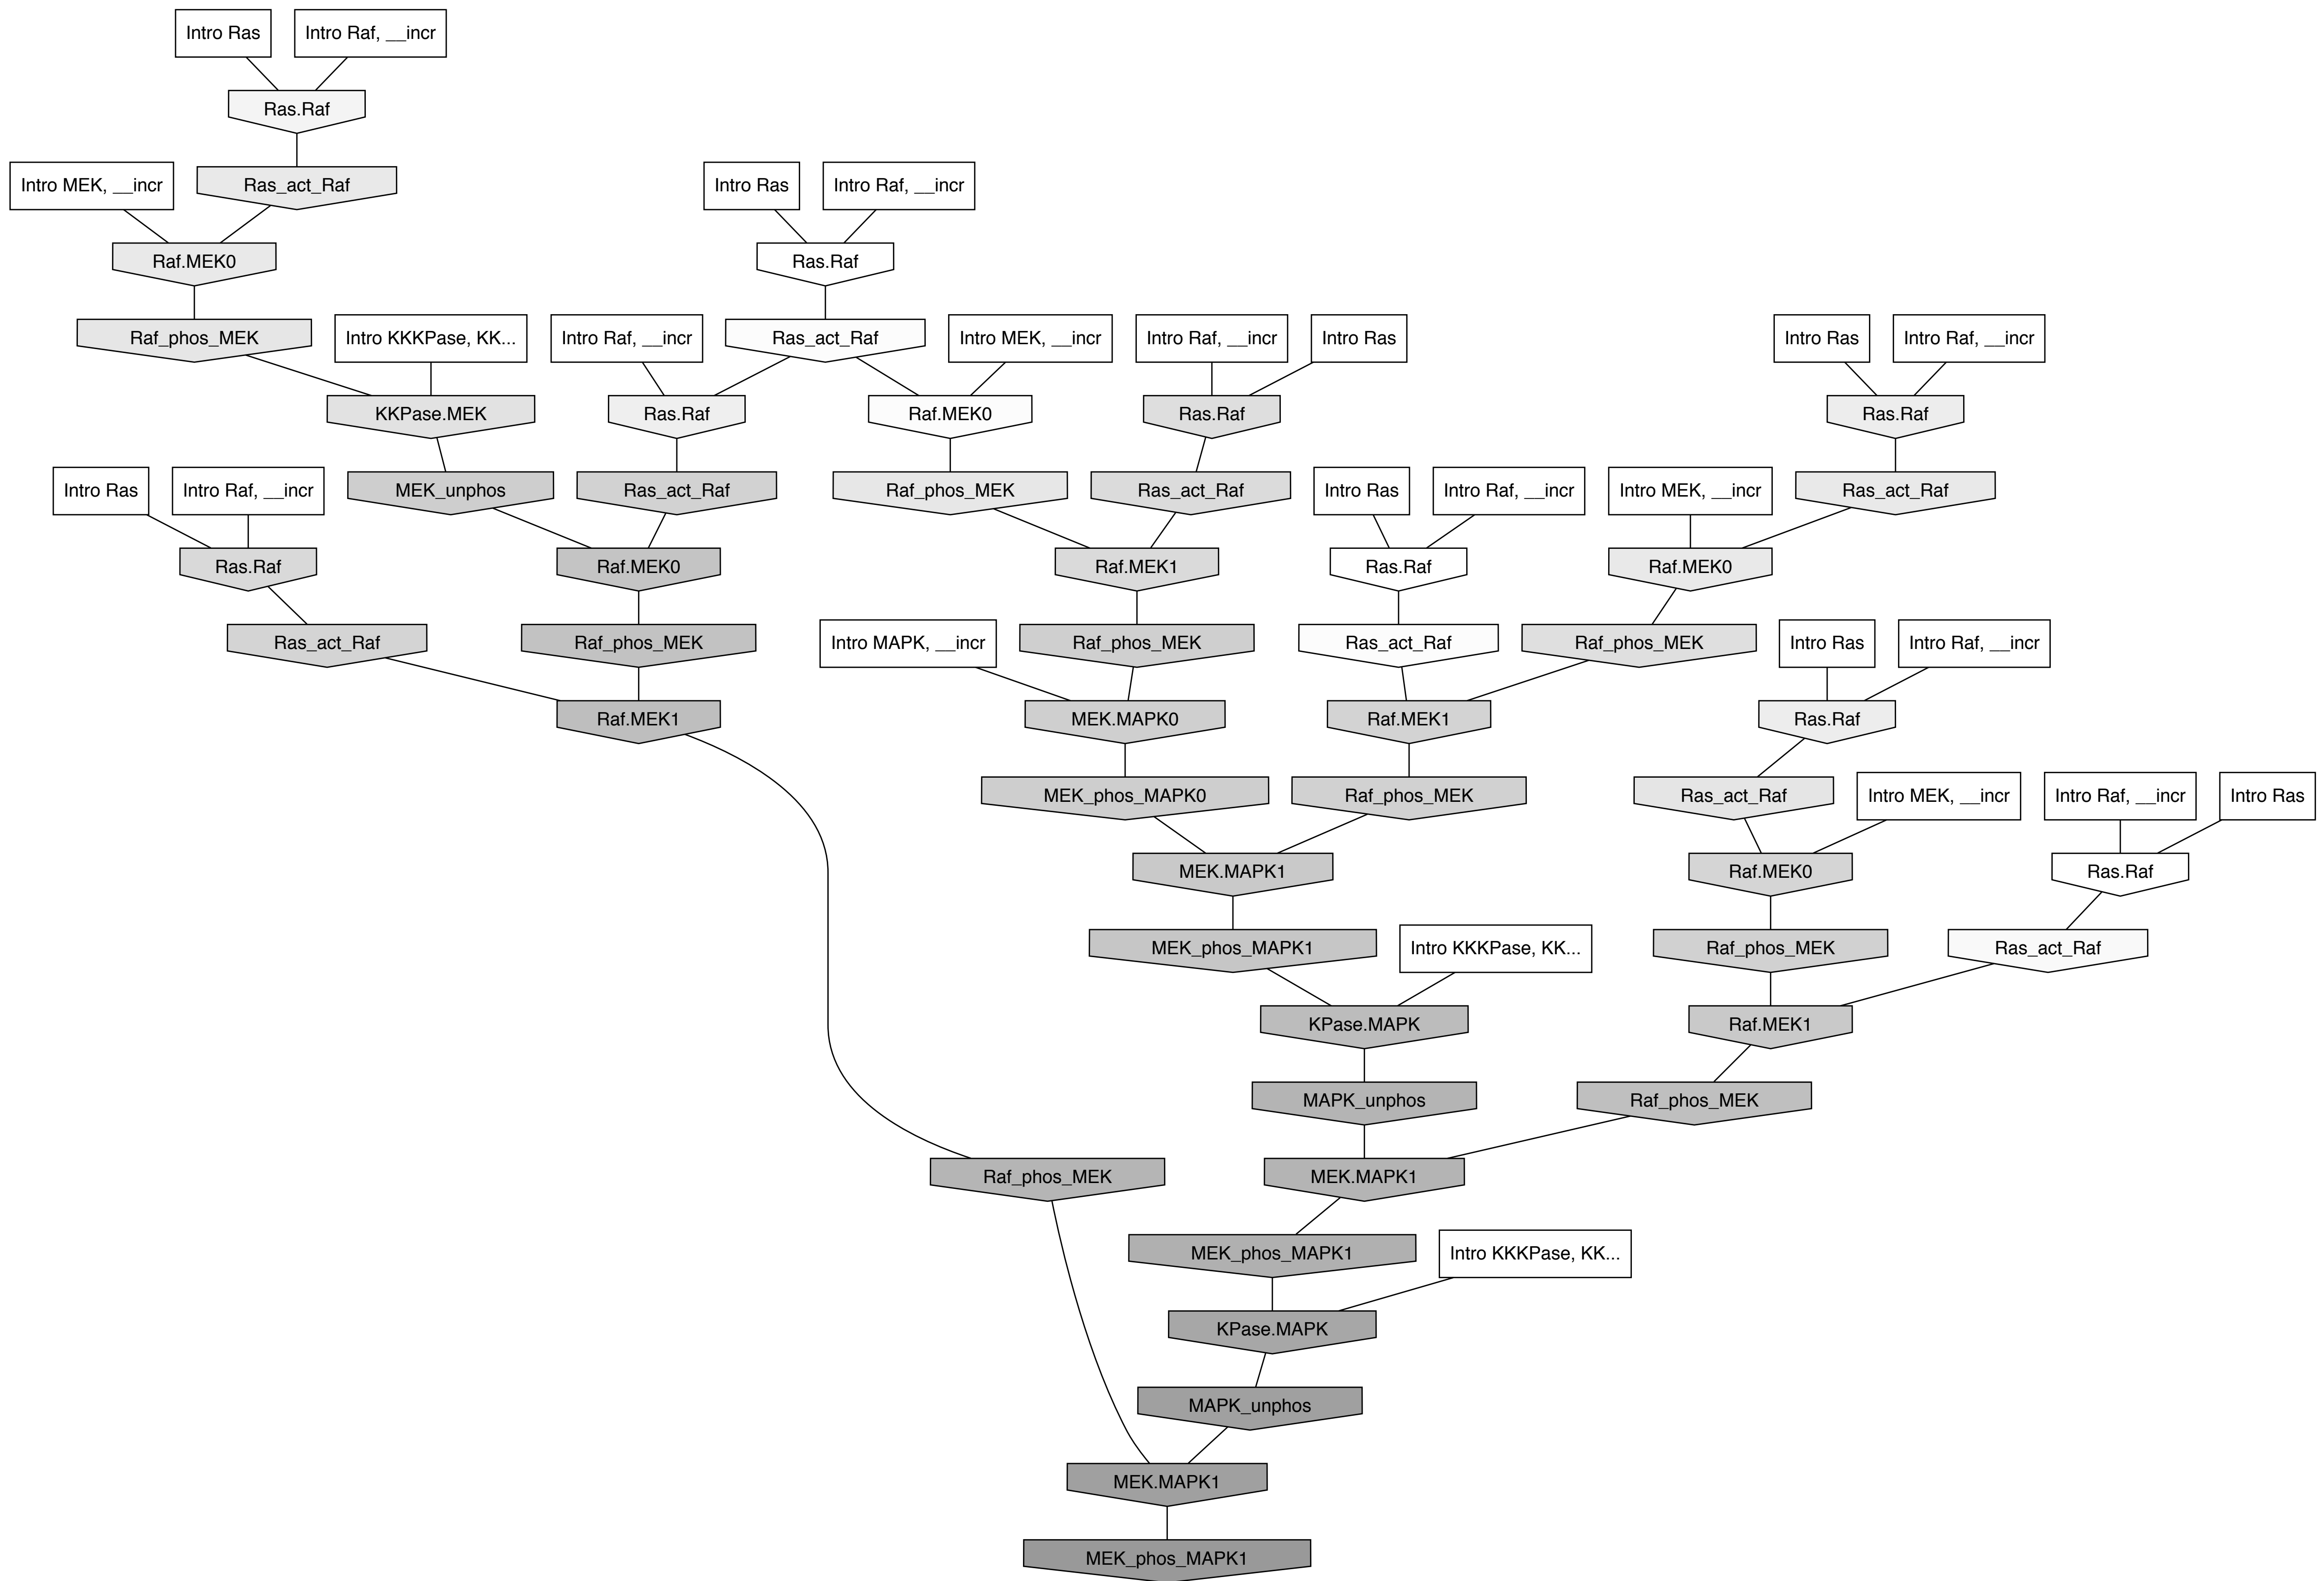 Intro Ras
Intro Raf, __incr
Ras.Raf
Intro MEK, __incr
Ras_act_Raf
Intro Ras
Intro Raf, __incr
Raf.MEK0
Ras.Raf
Raf_phos_MEK
Intro KKKPase, KK...
Intro Raf, __incr
Ras_act_Raf
Intro MEK, __incr
Intro Raf, __incr
Intro Ras
Intro Ras
Intro Raf, __incr
KKPase.MEK
Ras.Raf
Raf.MEK0
Ras.Raf
Ras.Raf
Intro Ras
Intro Raf, __incr
MEK_unphos
Ras_act_Raf
Raf_phos_MEK
Ras_act_Raf
Intro Ras
Intro Raf, __incr
Intro MEK, __incr
Ras_act_Raf
Ras.Raf
Raf.MEK0
Raf.MEK1
Ras.Raf
Raf.MEK0
Ras_act_Raf
Raf_phos_MEK
Intro MAPK, __incr
Raf_phos_MEK
Ras_act_Raf
Raf_phos_MEK
Intro Ras
Intro Raf, __incr
Raf.MEK1
MEK.MAPK0
Raf.MEK1
Ras.Raf
MEK_phos_MAPK0
Raf_phos_MEK
Ras_act_Raf
Intro MEK, __incr
Intro Raf, __incr
Intro Ras
MEK.MAPK1
Raf.MEK0
Ras.Raf
MEK_phos_MAPK1
Intro KKKPase, KK...
Raf_phos_MEK
Ras_act_Raf
KPase.MAPK
Raf.MEK1
MAPK_unphos
Raf_phos_MEK
Raf_phos_MEK
MEK.MAPK1
MEK_phos_MAPK1
Intro KKKPase, KK...
KPase.MAPK
MAPK_unphos
MEK.MAPK1
MEK_phos_MAPK1